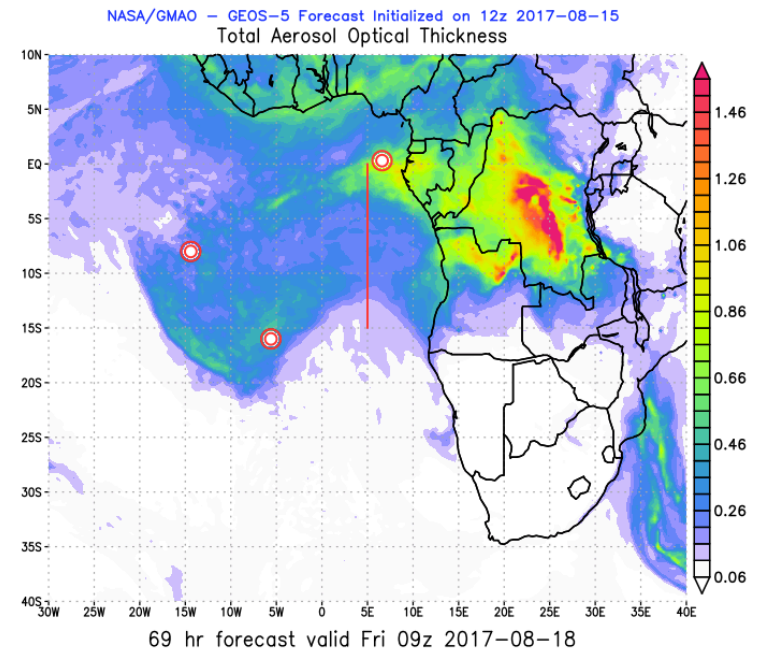 NASA/GMAO - GEOS-5 Forecast Initialized on 12z 2017-08-15
Total Aerosol Optical Thickness
10N
5N
EQ
5S
10S
15S
20S
25S
30S
35S
40S
30W 25W 20W 15W 10W 5W 0 5E 10E 15E 20E 25E 30E 35E 40E
1.46
1.26
1.06
0.86
0.66
0.46
0.26
0.06
69 hr forecast valid Fri 09z 2017-08-18